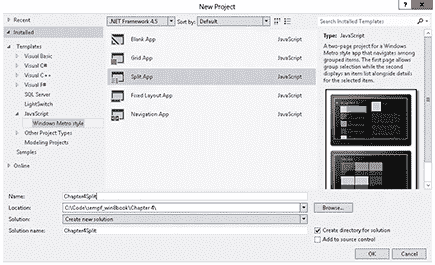 New Project
? X
Recent
.NET Framework 4.5
Sort by: Default
Search Installed Templates
Installed
Templates
Visual Basic
Visual C#
Visual C++
Visual F#
SQL Server
LightSwitch
JavaScript
Windows Metro style
Other Project Types
Modeling Projects
Samples
Online
Blank App JavaScript
Grid App JavaScript
Split App JavaScript
Fixed Layout App JavaScript
Navigation App JavaScript
Type: JavaScript
A two-page project for a Windows
Metro style app that navigates among
grouped items. The first page allows
group selection while the second
displays an item list alongside details
for the selected item.
Name: Chapter4Split
Location: C:\Code\sempf_win8book\Chapter 4\
Browse...
Solution: Create new solution
Solution name: Chapter4Split
Create directory for solution
Add to source control
OK Cancel